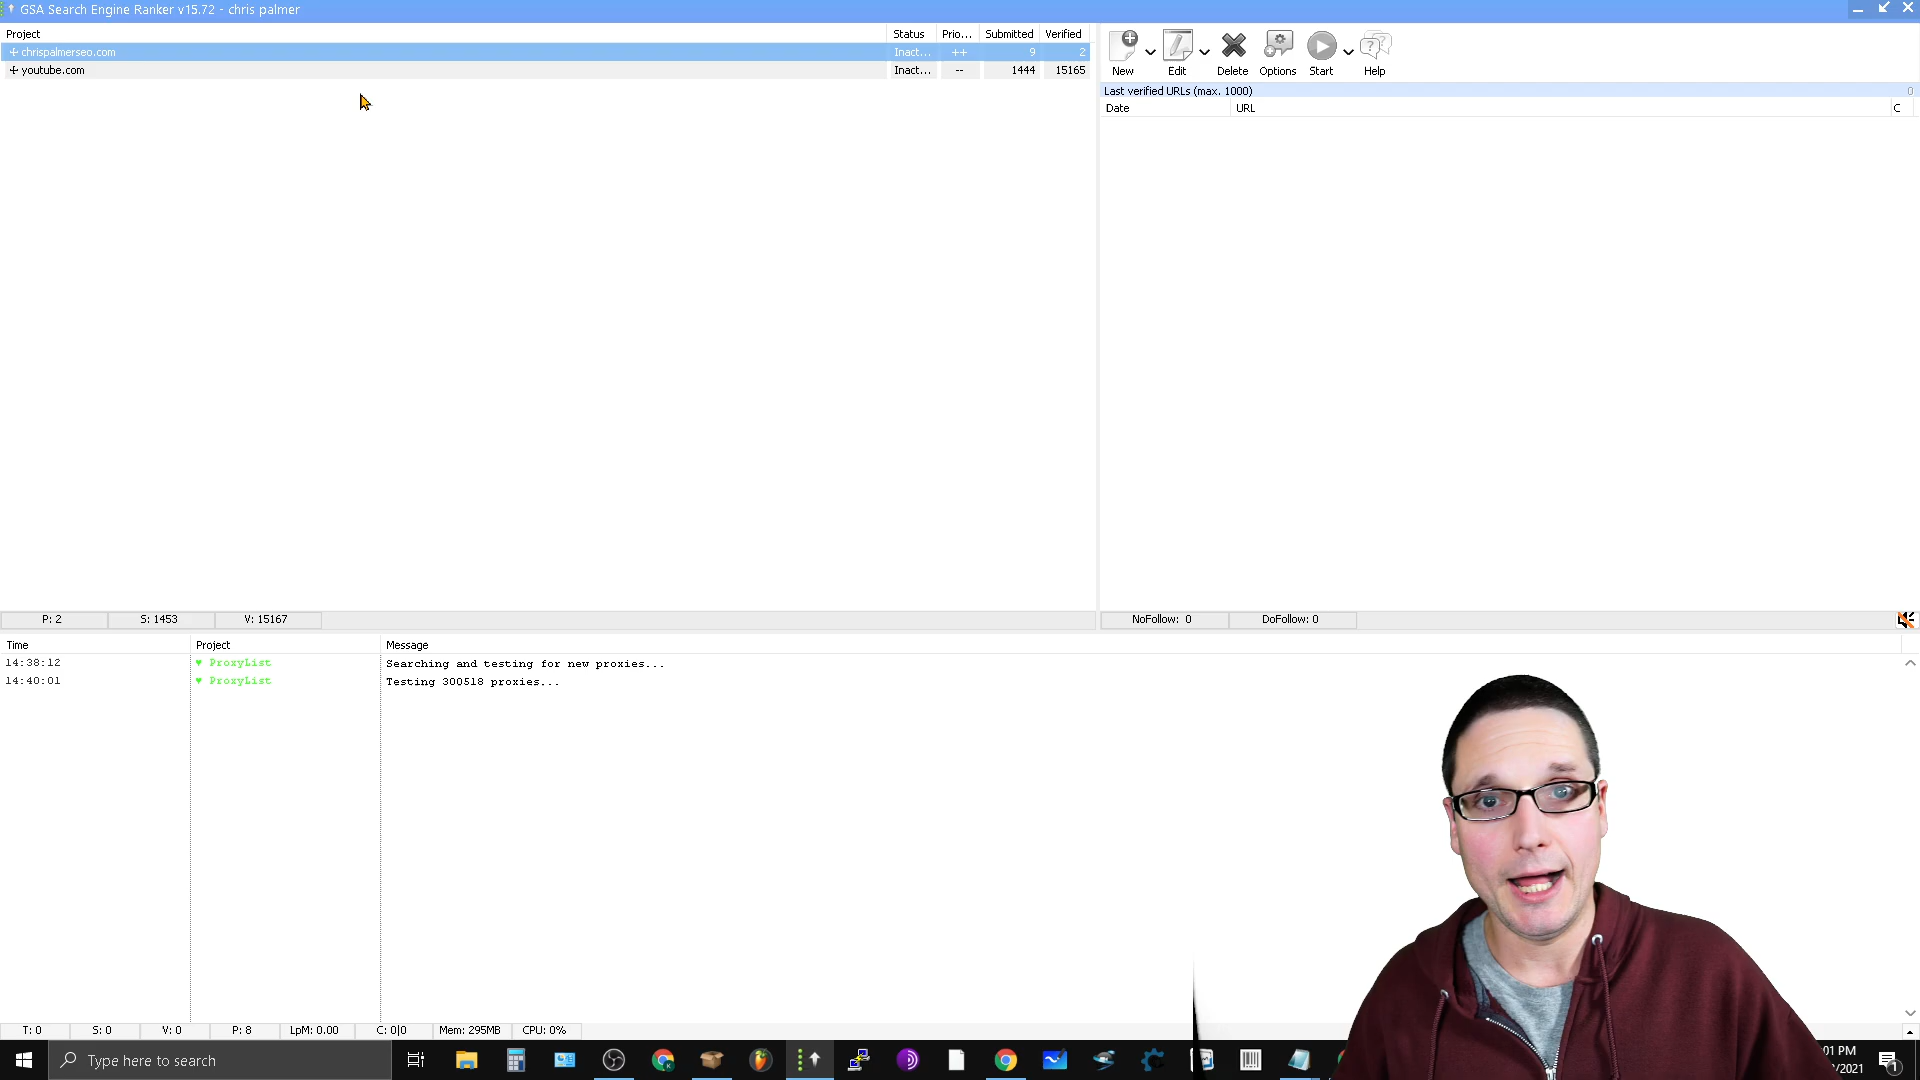 GSA Search Engine Ranker v15.72 - chris palmer
Project Status Prio... Submitted Verified
chrispalmerseo.com Inact... ++ 9 2
youtube.com Inact... -- 1444 15165
New Edit Delete Options Start Help
Last verified URLs (max. 1000) 0
Date URL C
P: 2 S: 1453 V: 15167
NoFollow: 0 DoFollow: 0
Time Project Message
14:38:12 ProxyList Searching and testing for new proxies...
14:40:01 ProxyList Testing 300518 proxies...
T: 0 S: 0 V: 0 P: 8 LpM: 0.00 C: 0|0 Mem: 295MB CPU: 0%
Type here to search
:01 PM
/2021
1